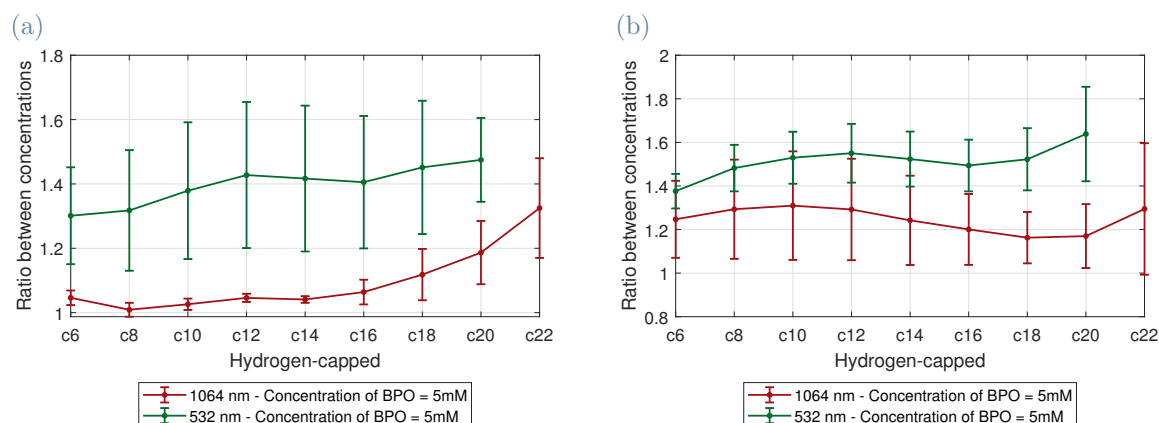 (a)
Ratio between concentrations
1.8
1.6
1.4
1.2
1
c6 c8 c10 c12 c14 c16 c18 c20 c22
Hydrogen-capped
1064 nm - Concentration of BPO = 5mM
532 nm - Concentration of BPO = 5mM
(b)
Ratio between concentrations
2
1.8
1.6
1.4
1.2
1
0.8
c6 c8 c10 c12 c14 c16 c18 c20 c22
Hydrogen-capped
1064 nm - Concentration of BPO = 5mM
532 nm - Concentration of BPO = 5mM